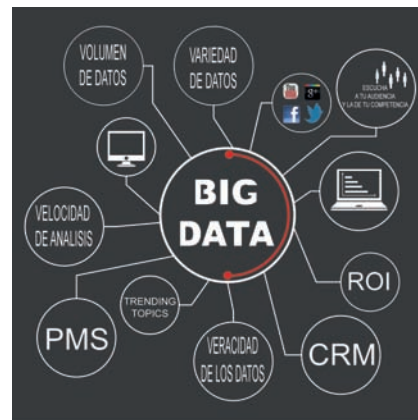 VOLUMEN
DE DATOS
VARIEDAD
DE DATOS
g+
ESCUCHA
A TU AUDIENCIA
Y LA DE TU COMPETENCIA
BIG
DATA
VELOCIDAD
DE ANALISIS
ROI
TRENDING
TOPICS
PMS
VERACIDAD
DE LOS DATOS
CRM